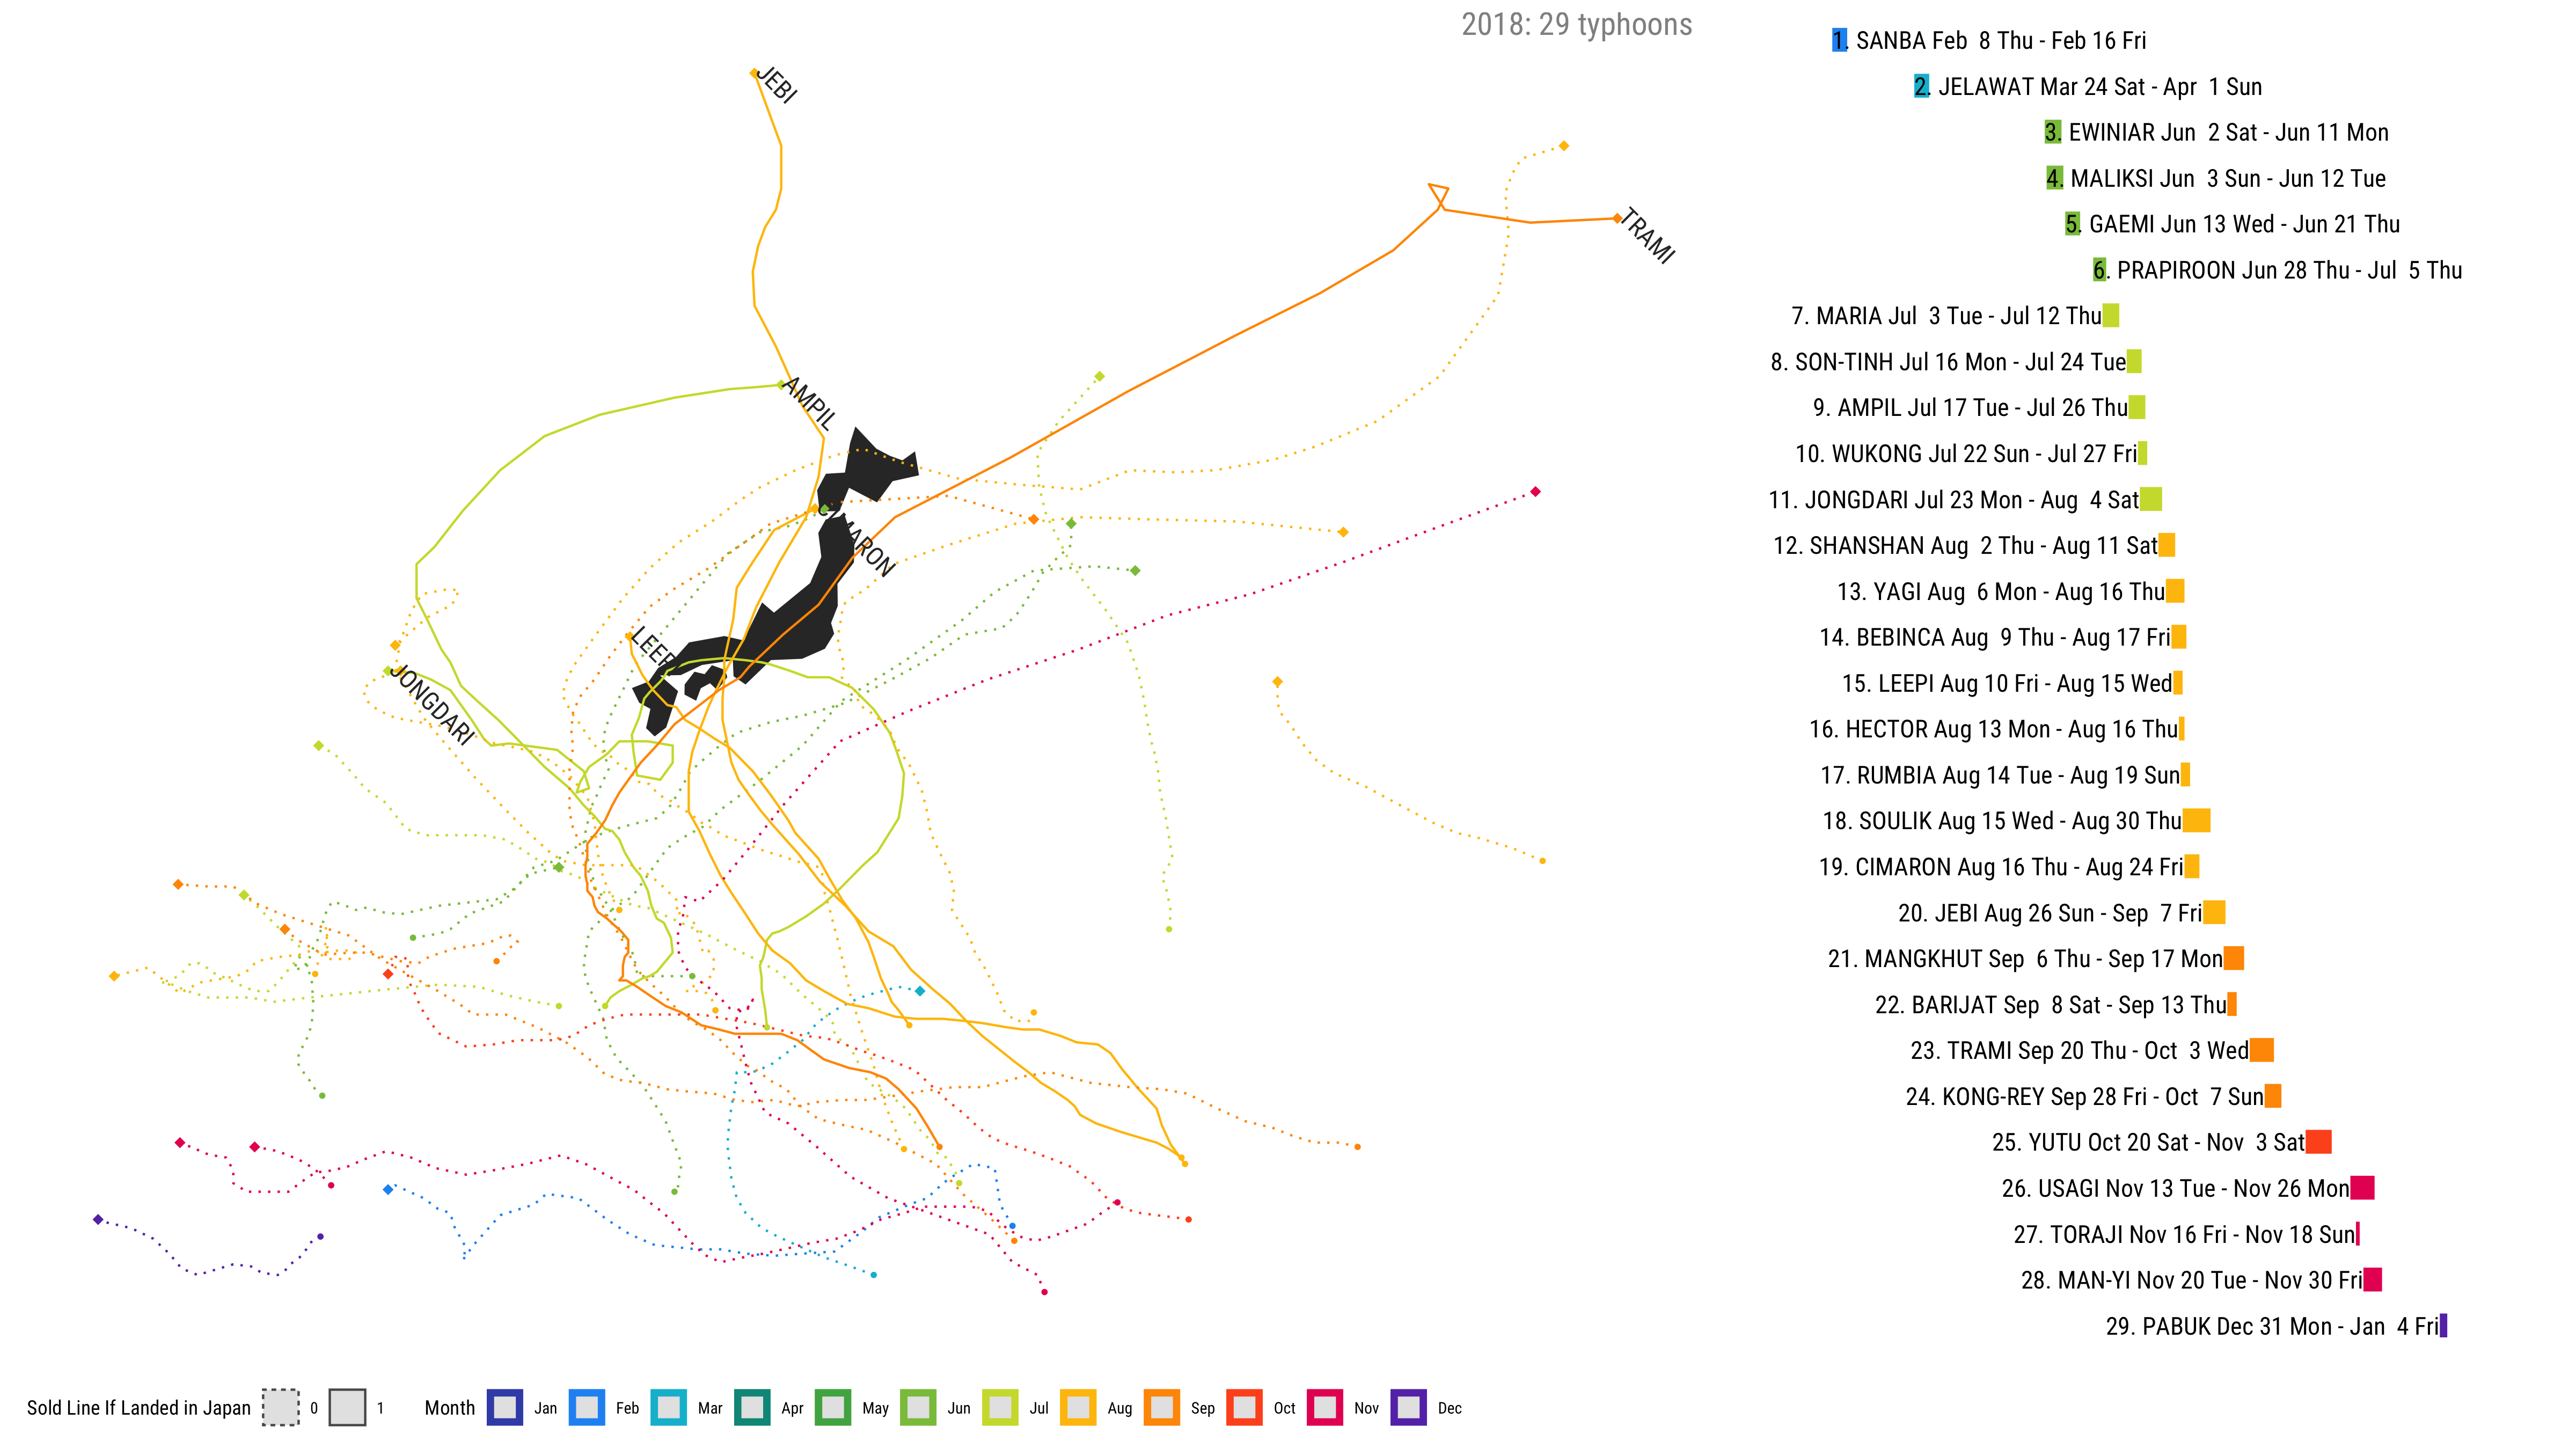 2018: 29 typhoons
JEBI
TRAMI
AMPIL
CIMARON
LEEPI
JONGDARI
1. SANBA Feb 8 Thu - Feb 16 Fri
2. JELAWAT Mar 24 Sat - Apr 1 Sun
3. EWINIAR Jun 2 Sat - Jun 11 Mon
4. MALIKSI Jun 3 Sun - Jun 12 Tue
5. GAEMI Jun 13 Wed - Jun 21 Thu
6. PRAPIROON Jun 28 Thu - Jul 5 Thu
7. MARIA Jul 3 Tue - Jul 12 Thu
8. SON-TINH Jul 16 Mon - Jul 24 Tue
9. AMPIL Jul 17 Tue - Jul 26 Thu
10. WUKONG Jul 22 Sun - Jul 27 Fri
11. JONGDARI Jul 23 Mon - Aug 4 Sat
12. SHANSHAN Aug 2 Thu - Aug 11 Sat
13. YAGI Aug 6 Mon - Aug 16 Thu
14. BEBINCA Aug 9 Thu - Aug 17 Fri
15. LEEPI Aug 10 Fri - Aug 15 Wed
16. HECTOR Aug 13 Mon - Aug 16 Thu
17. RUMBIA Aug 14 Tue - Aug 19 Sun
18. SOULIK Aug 15 Wed - Aug 30 Thu
19. CIMARON Aug 16 Thu - Aug 24 Fri
20. JEBI Aug 26 Sun - Sep 7 Fri
21. MANGKHUT Sep 6 Thu - Sep 17 Mon
22. BARIJAT Sep 8 Sat - Sep 13 Thu
23. TRAMI Sep 20 Thu - Oct 3 Wed
24. KONG-REY Sep 28 Fri - Oct 7 Sun
25. YUTU Oct 20 Sat - Nov 3 Sat
26. USAGI Nov 13 Tue - Nov 26 Mon
27. TORAJI Nov 16 Fri - Nov 18 Sun
28. MAN-YI Nov 20 Tue - Nov 30 Fri
29. PABUK Dec 31 Mon - Jan 4 Fri
Sold Line If Landed in Japan 0 1 Month Jan Feb Mar Apr May Jun Jul Aug Sep Oct Nov Dec